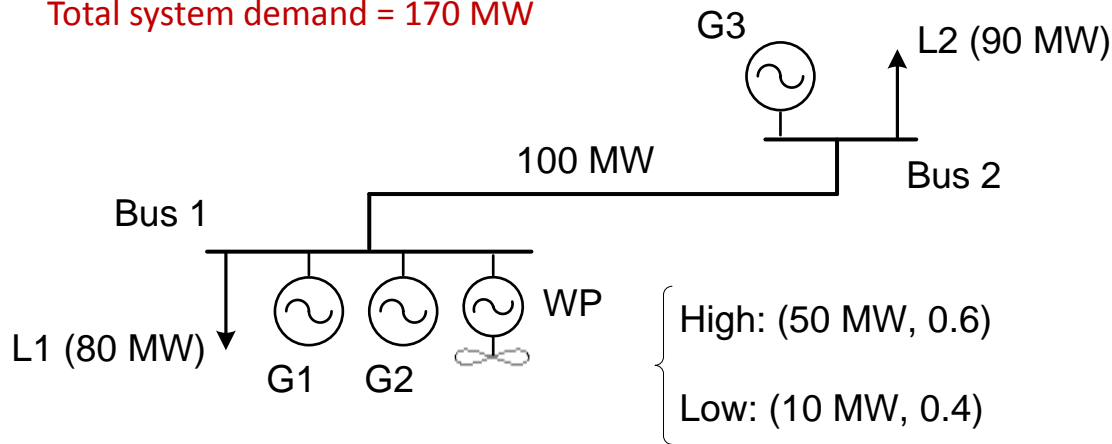 Total system demand = 170 MW
G3
L2 (90 MW)
100 MW
Bus 2
Bus 1
WP
High: (50 MW, 0.6)
L1 (80 MW)
G1 G2
Low: (10 MW, 0.4)